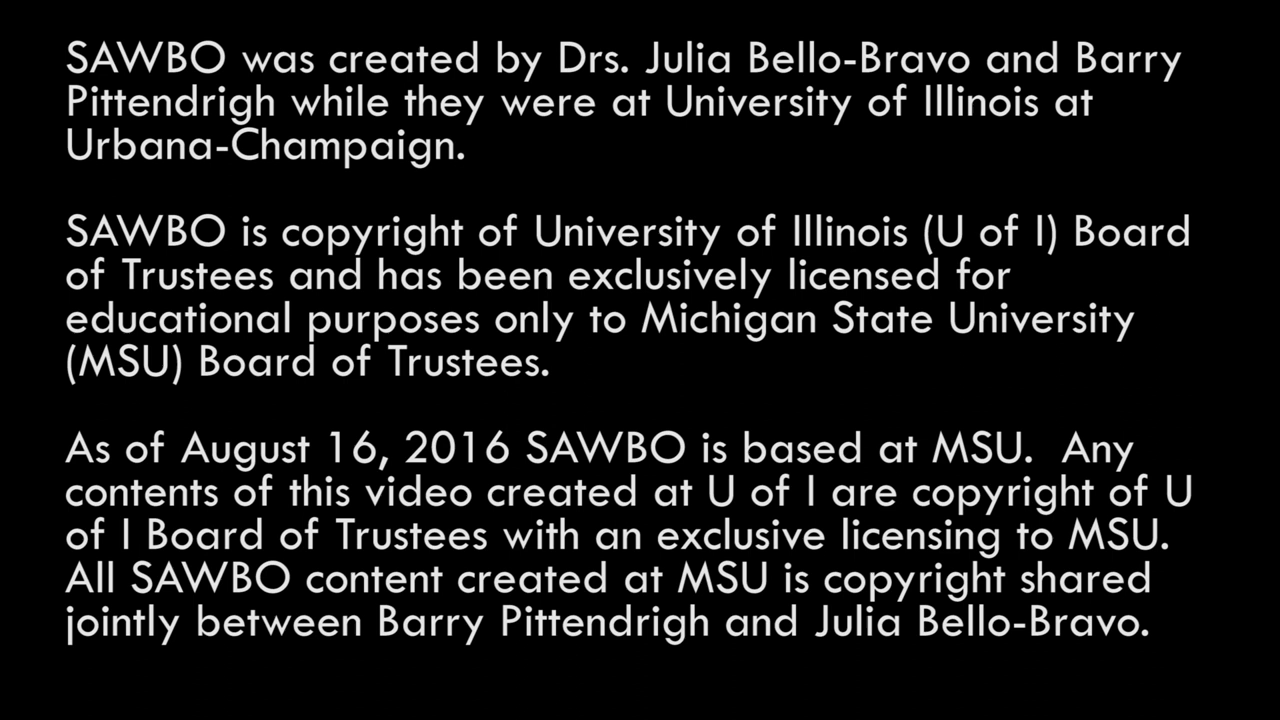 SAWBO was created by Drs. Julia Bello-Bravo and Barry
Pittendrigh while they were at University of Illinois at
Urbana-Champaign.
SAWBO is copyright of University of Illinois (U of I) Board
of Trustees and has been exclusively licensed for
educational purposes only to Michigan State University
(MSU) Board of Trustees.
As of August 16, 2016 SAWBO is based at MSU.  Any
contents of this video created at U of I are copyright of U
of I Board of Trustees with an exclusive licensing to MSU.
All SAWBO content created at MSU is copyright shared
jointly between Barry Pittendrigh and Julia Bello-Bravo.